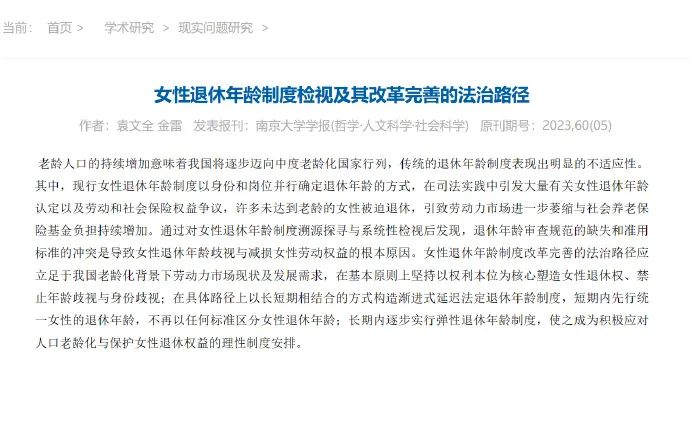 当前： 首页 > 学术研究 > 现实问题研究 >
女性退休年龄制度检视及其改革完善的法治路径
作者：袁文全 金雷 发表报刊：南京大学学报(哲学·人文科学·社会科学) 原刊期号：2023,60(05)
老龄人口的持续增加意味着我国将逐步迈向中度老龄化国家行列，传统的退休年龄制度表现出明显的不适应性。
其中，现行女性退休年龄制度以身份和岗位并行确定退休年龄的方式，在司法实践中引发大量有关女性退休年龄
认定以及劳动和社会保险权益争议，许多未达到老龄的女性被迫退休，引致劳动力市场进一步萎缩与社会养老保
险基金负担持续增加。通过对女性退休年龄制度溯源探寻与系统性检视后发现，退休年龄审查规范的缺失和准用
标准的冲突是导致女性退休年龄歧视与减损女性劳动权益的根本原因。女性退休年龄制度改革完善的法治路径应
立足于我国老龄化背景下劳动力市场现状及发展需求，在基本原则上坚持以权利本位为核心塑造女性退休权、禁
止年龄歧视与身份歧视；在具体路径上以长短期相结合的方式构造渐进式延迟法定退休年龄制度，短期内先行统
一女性的退休年龄，不再以任何标准区分女性退休年龄；长期内逐步实行弹性退休年龄制度，使之成为积极应对
人口老龄化与保护女性退休权益的理性制度安排。